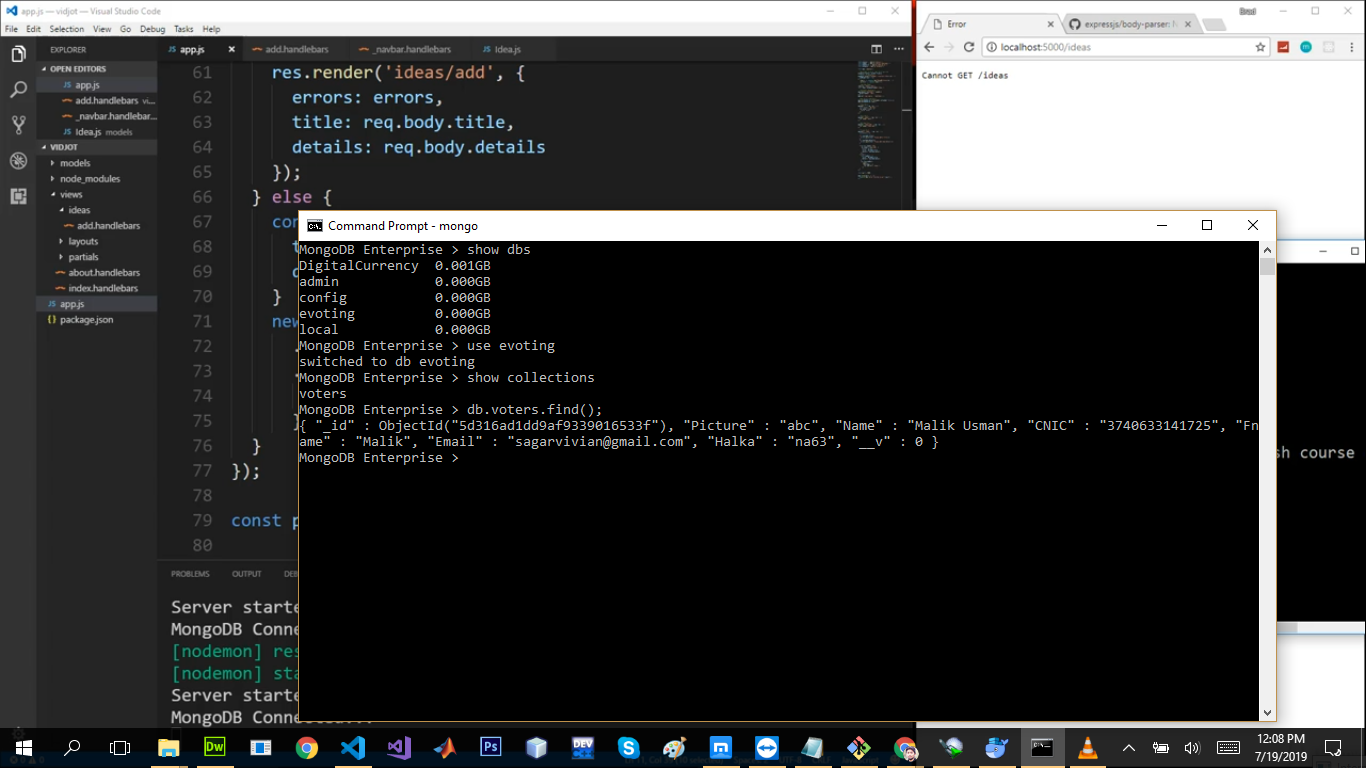 app.js — vidjot — Visual Studio Code
File Edit Selection View Go Debug Tasks Help
EXPLORER
OPEN EDITORS
app.js
add.handlebars vi...
_navbar.handlebar...
Idea.js models
VIDJOT
models
node_modules
views
ideas
add.handlebars
layouts
partials
about.handlebars
index.handlebars
app.js
package.json
app.js add.handlebars _navbar.handlebars Idea.js
61 res.render('ideas/add', {
62 errors: errors,
63 title: req.body.title,
64 details: req.body.details
65 });
66 } else {
67 con
68 t
69
70 }
71 new
72 .
73
74
75 }
76 }
77 });
78
79 const p
80
PROBLEMS OUTPUT DEB
Server starte
MongoDB Conne
[nodemon] res
[nodemon] sta
Server starte
MongoDB Connected...
Brad
Error expressjs/body-parser: N
localhost:5000/ideas
Cannot GET /ideas
sh course
Command Prompt - mongo
MongoDB Enterprise > show dbs
DigitalCurrency 0.001GB
admin 0.000GB
config 0.000GB
evoting 0.000GB
local 0.000GB
MongoDB Enterprise > use evoting
switched to db evoting
MongoDB Enterprise > show collections
voters
MongoDB Enterprise > db.voters.find();
{ "_id" : ObjectId("5d316ad1dd9af9339016533f"), "Picture" : "abc", "Name" : "Malik Usman", "CNIC" : "3740633141725", "Fn
ame" : "Malik", "Email" : "sagarvivian@gmail.com", "Halka" : "na63", "__v" : 0 }
MongoDB Enterprise >
Dw
Ps
DEV
12:08 PM
7/19/2019